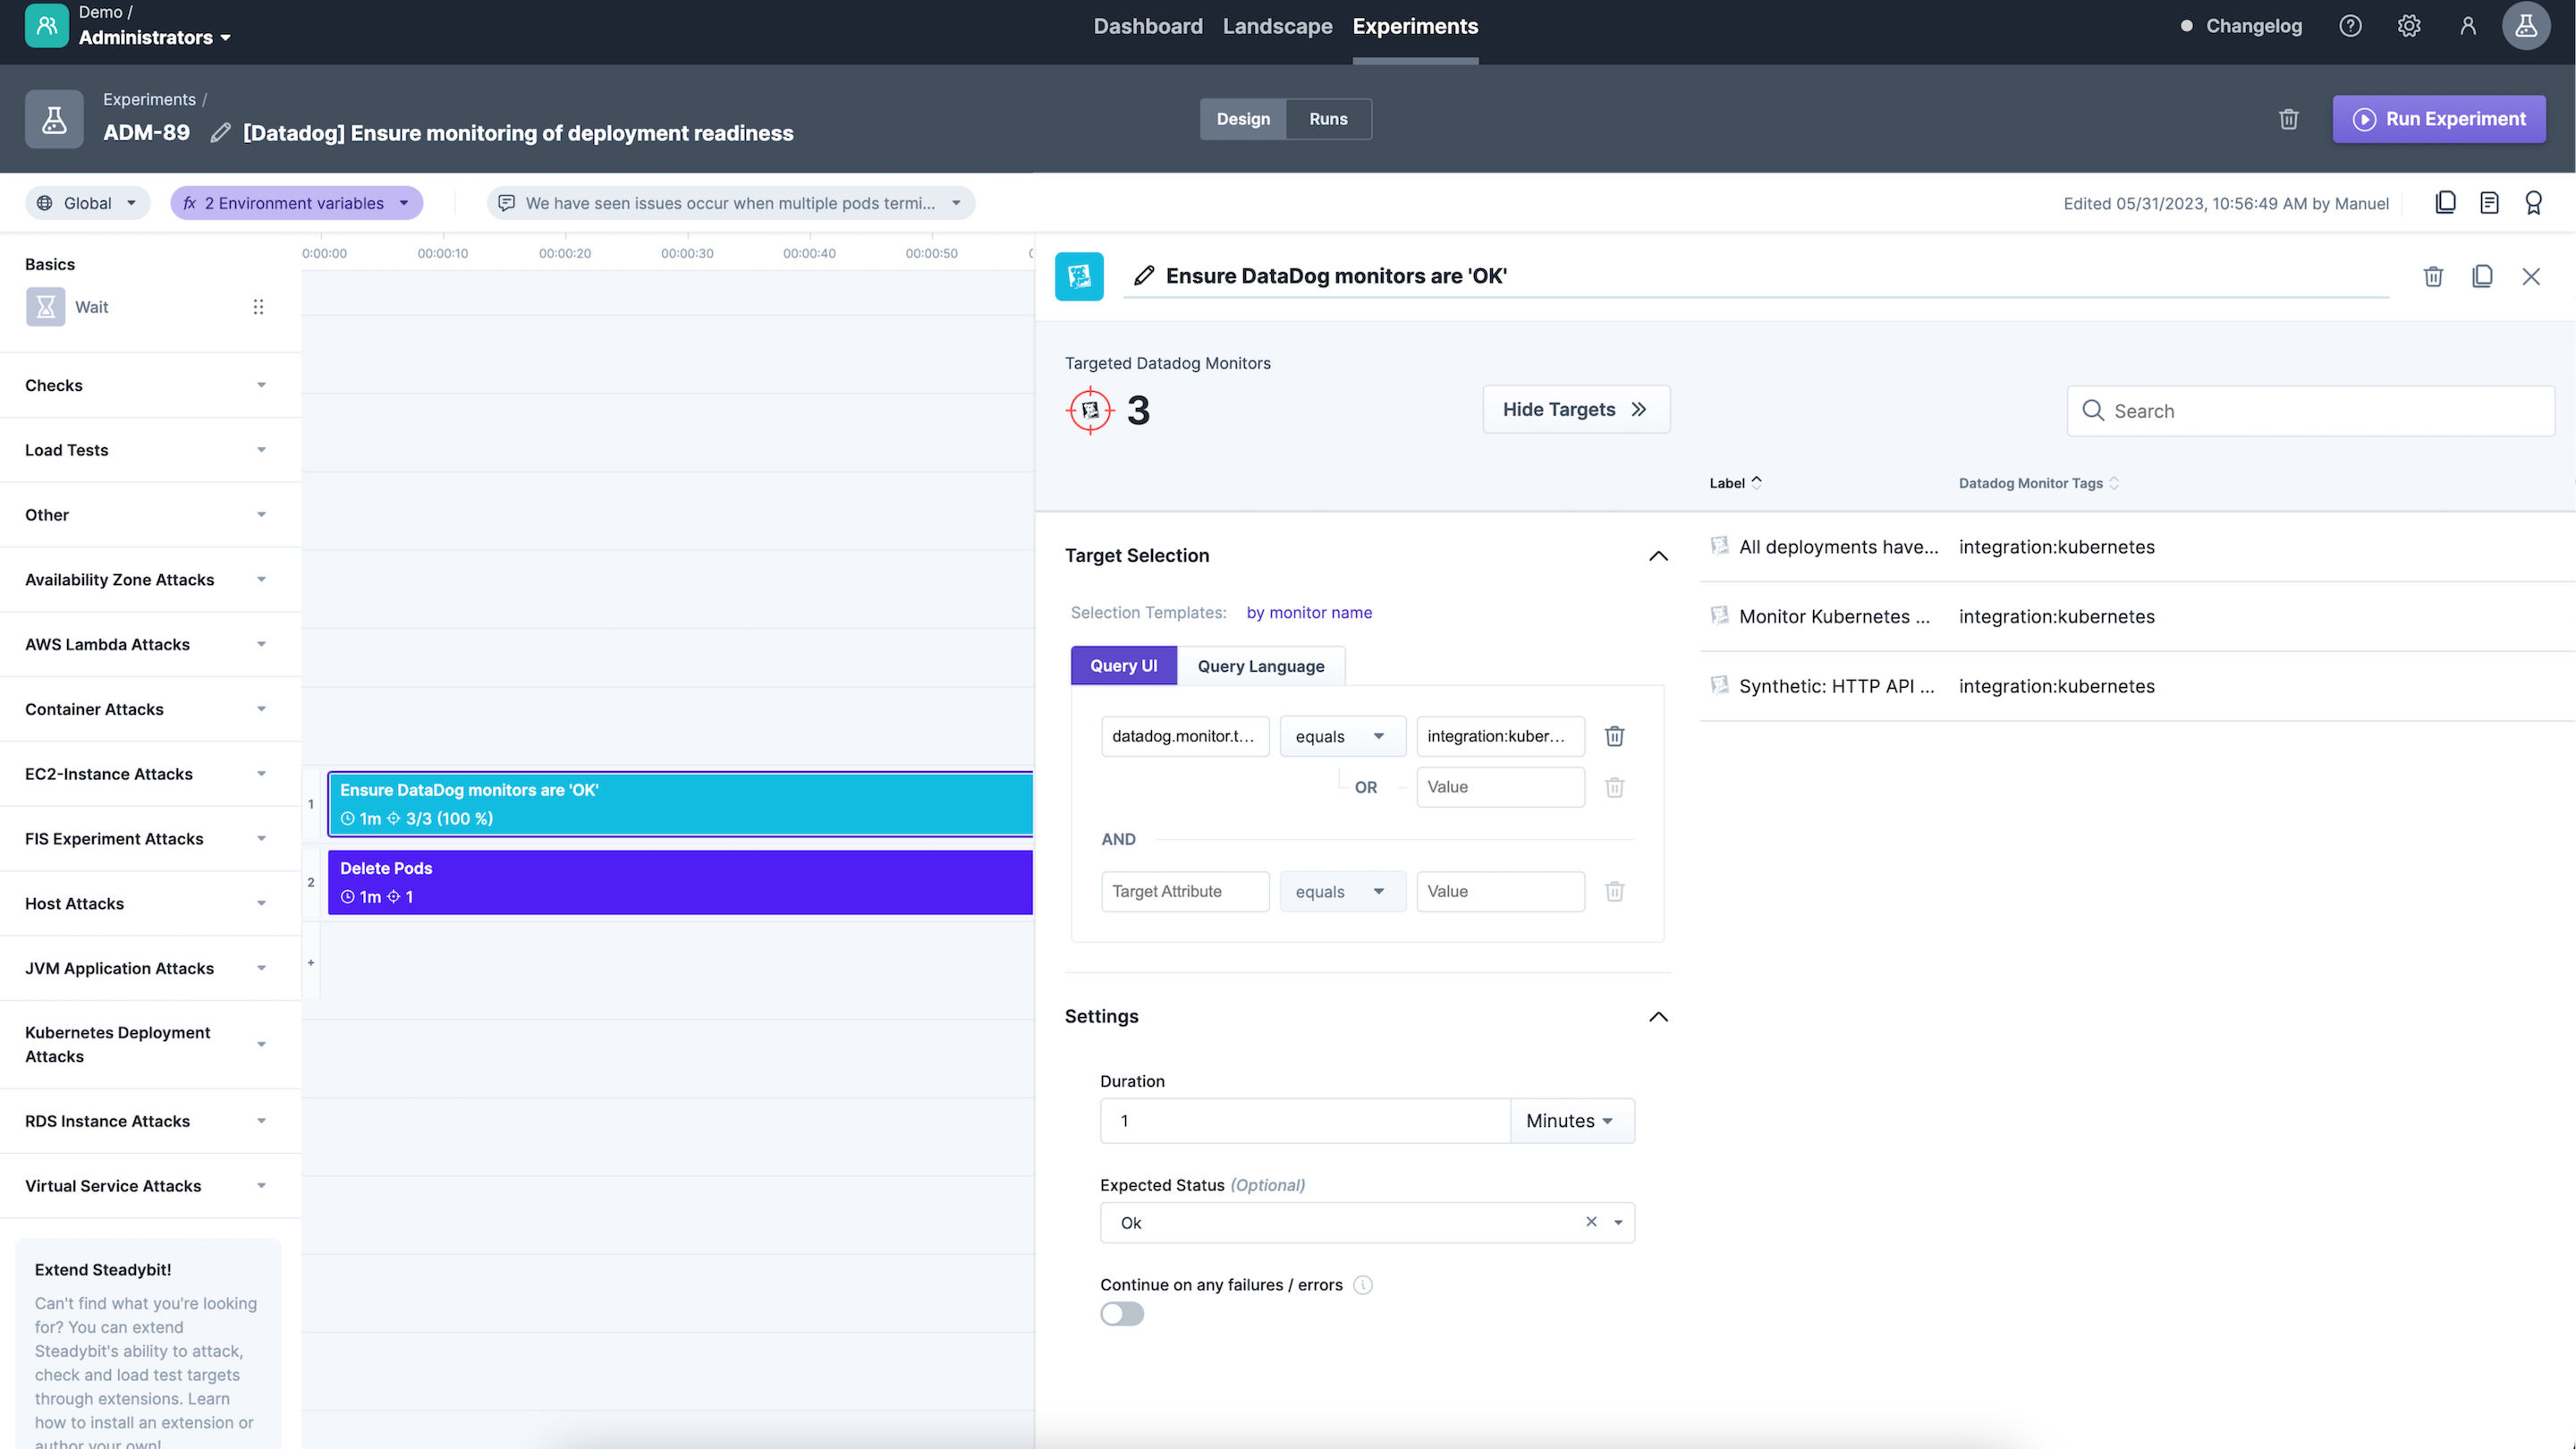 Demo /
Administrators
Dashboard Landscape Experiments
Changelog
Experiments /
ADM-89 [Datadog] Ensure monitoring of deployment readiness
Design Runs
Run Experiment
Global
fx 2 Environment variables
We have seen issues occur when multiple pods termi...
Edited 05/31/2023, 10:56:49 AM by Manuel
Basics
Wait
Checks
Load Tests
Other
Availability Zone Attacks
AWS Lambda Attacks
Container Attacks
EC2-Instance Attacks
FIS Experiment Attacks
Host Attacks
JVM Application Attacks
Kubernetes Deployment
Attacks
RDS Instance Attacks
Virtual Service Attacks
Extend Steadybit!
Can't find what you're looking
for? You can extend
Steadybit's ability to attack,
check and load test targets
through extensions. Learn
how to install an extension or
author your own!
0:00:00 00:00:10 00:00:20 00:00:30 00:00:40 00:00:50
1
Ensure DataDog monitors are 'OK'
1m 3/3 (100 %)
2
Delete Pods
1m 1
+
Ensure DataDog monitors are 'OK'
Targeted Datadog Monitors
3
Hide Targets
Search
Target Selection
Selection Templates: by monitor name
Query UI Query Language
datadog.monitor.t... equals integration:kuber...
OR Value
AND
Target Attribute equals Value
Settings
Duration
1 Minutes
Expected Status (Optional)
Ok
Continue on any failures / errors
Label Datadog Monitor Tags
All deployments have... integration:kubernetes
Monitor Kubernetes ... integration:kubernetes
Synthetic: HTTP API ... integration:kubernetes